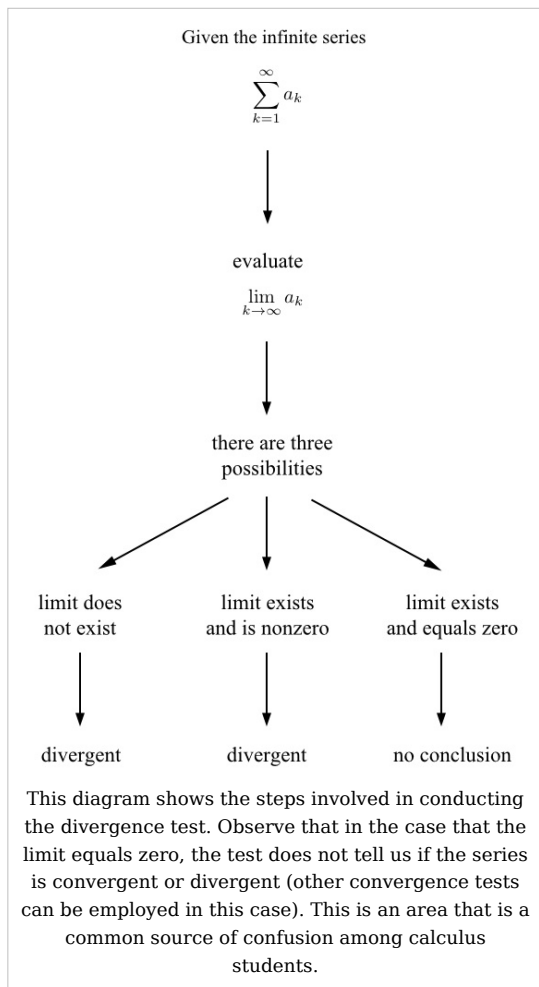 Given the infinite series
∞
∑ a_k
k=1
evaluate
lim a_k
k→∞
there are three
possibilities
limit does
not exist
limit exists
and is nonzero
limit exists
and equals zero
divergent
divergent
no conclusion
This diagram shows the steps involved in conducting
the divergence test. Observe that in the case that the
limit equals zero, the test does not tell us if the series
is convergent or divergent (other convergence tests
can be employed in this case). This is an area that is a
common source of confusion among calculus
students.